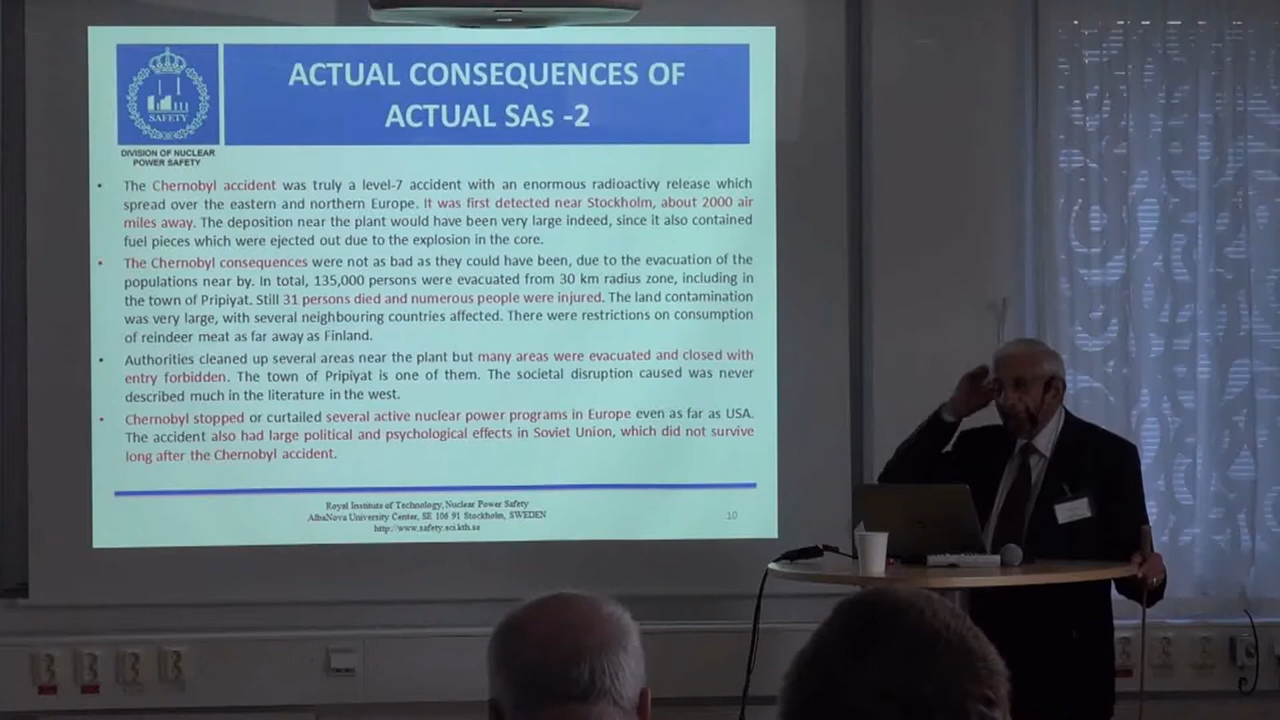 ACTUAL CONSEQUENCES OF
ACTUAL SAs -2
SAFETY
DIVISION OF NUCLEAR
POWER SAFETY
• The Chernobyl accident was truly a level-7 accident with an enormous radioactivy release which
spread over the eastern and northern Europe. It was first detected near Stockholm, about 2000 air
miles away. The deposition near the plant would have been very large indeed, since it also contained
fuel pieces which were ejected out due to the explosion in the core.
• The Chernobyl consequences were not as bad as they could have been, due to the evacuation of the
populations near by. In total, 135,000 persons were evacuated from 30 km radius zone, including in
the town of Pripiyat. Still 31 persons died and numerous people were injured. The land contamination
was very large, with several neighbouring countries affected. There were restrictions on consumption
of reindeer meat as far away as Finland.
• Authorities cleaned up several areas near the plant but many areas were evacuated and closed with
entry forbidden. The town of Pripiyat is one of them. The societal disruption caused was never
described much in the literature in the west.
• Chernobyl stopped or curtailed several active nuclear power programs in Europe even as far as USA.
The accident also had large political and psychological effects in Soviet Union, which did not survive
long after the Chernobyl accident.
Royal Institute of Technology, Nuclear Power Safety
AlbaNova University Center, SE 106 91 Stockholm, SWEDEN
http://www.safety.sci.kth.se
10